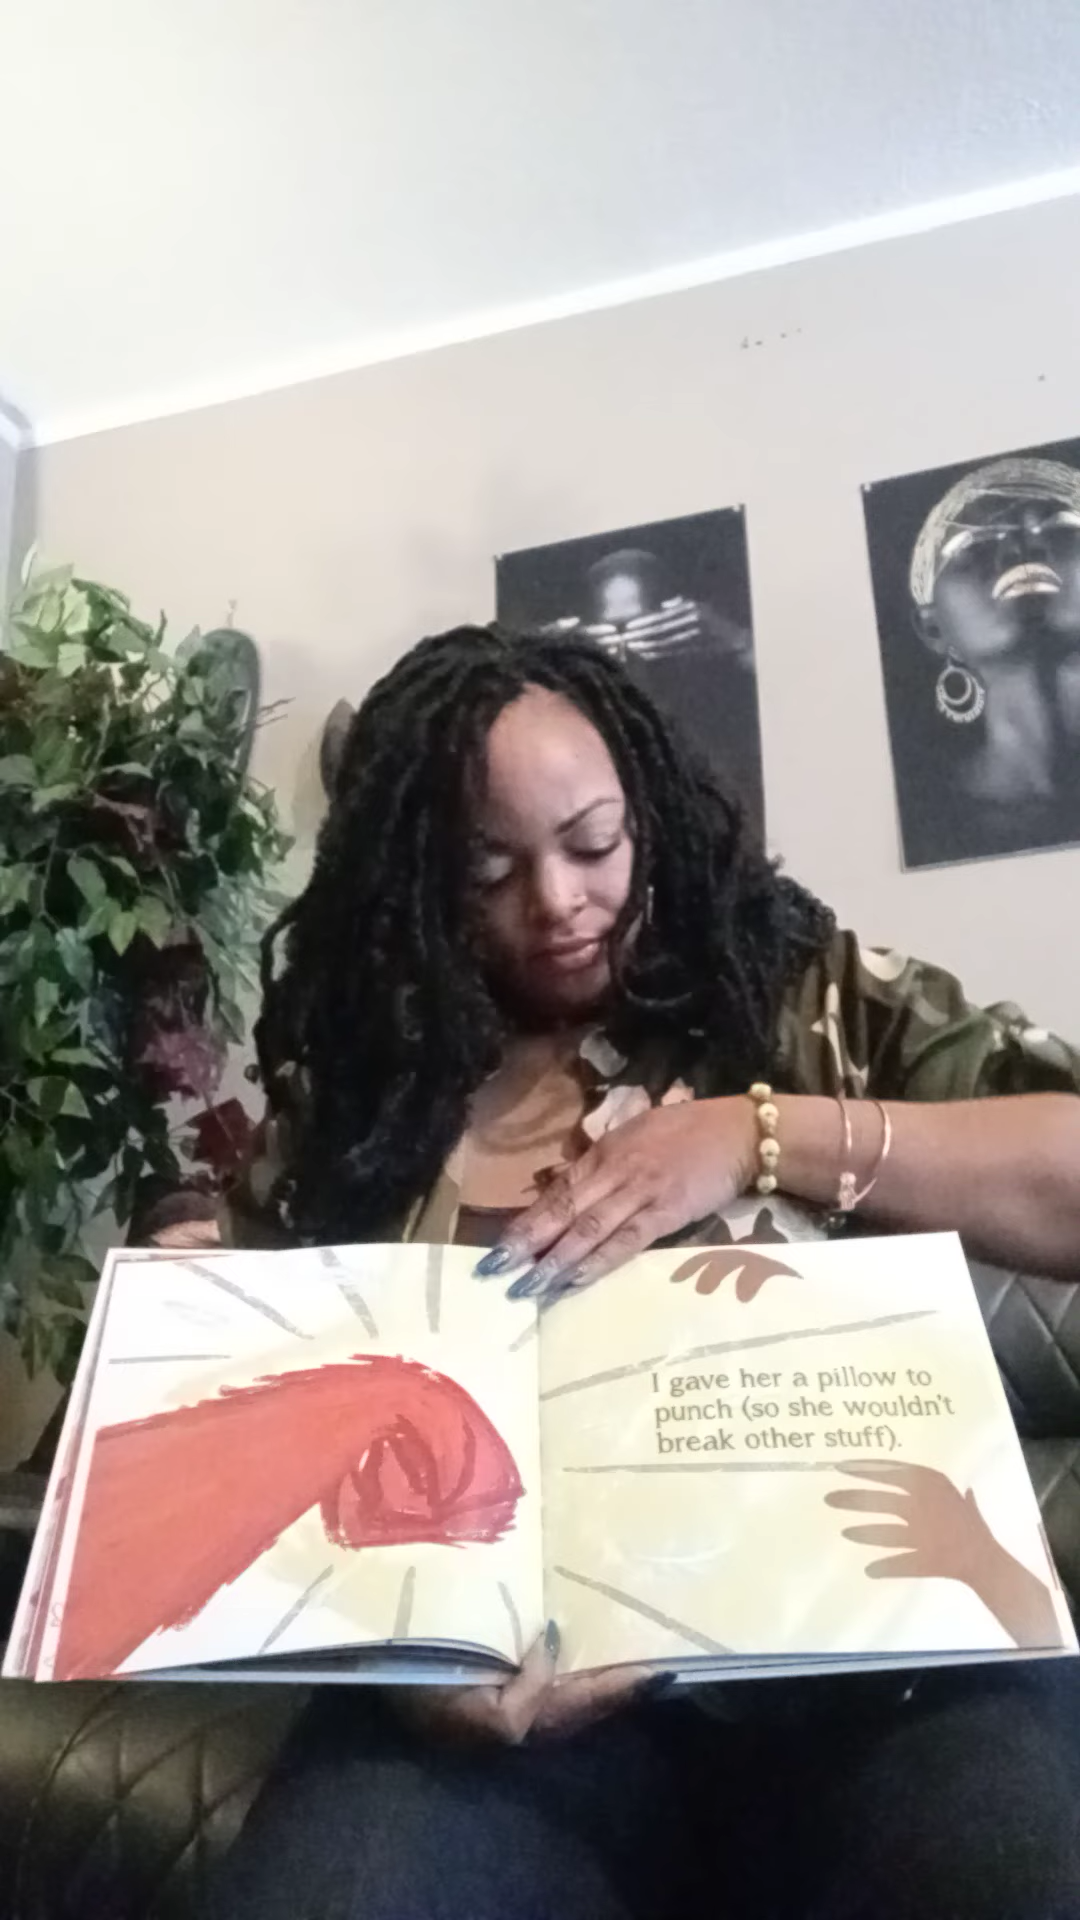 I gave her a pillow to
punch (so she wouldn't
break other stuff).